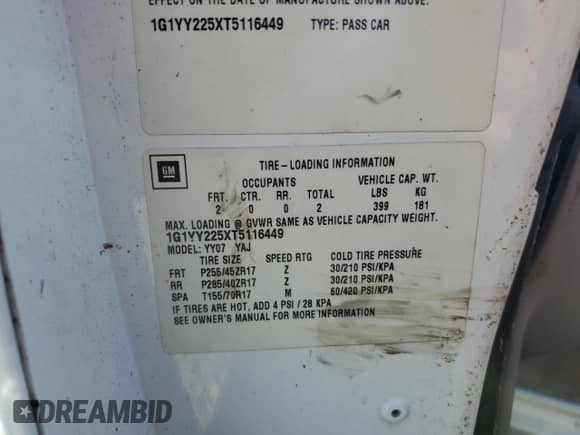 EFFECT ON THE DATE OF MANUFACTURE SHOWN ABOVE.
1G1YY225XT5116449 TYPE: PASS CAR
GM
TIRE-LOADING INFORMATION
OCCUPANTS VEHICLE CAP. WT.
FRT. CTR. RR. TOTAL LBS KG
2 0 0 2 399 181
MAX. LOADING @ GVWR SAME AS VEHICLE CAPACITY WEIGHT.
1G1YY225XT5116449
MODEL: YY07 YAJ
TIRE SIZE SPEED RTG COLD TIRE PRESSURE
FRT P255/45ZR17 Z 30/210 PSI/KPA
RR P285/40ZR17 Z 30/210 PSI/KPA
SPA T155/70R17 M 60/420 PSI/KPA
IF TIRES ARE HOT, ADD 4 PSI / 28 KPA
SEE OWNER'S MANUAL FOR MORE INFORMATION
DREAMBID